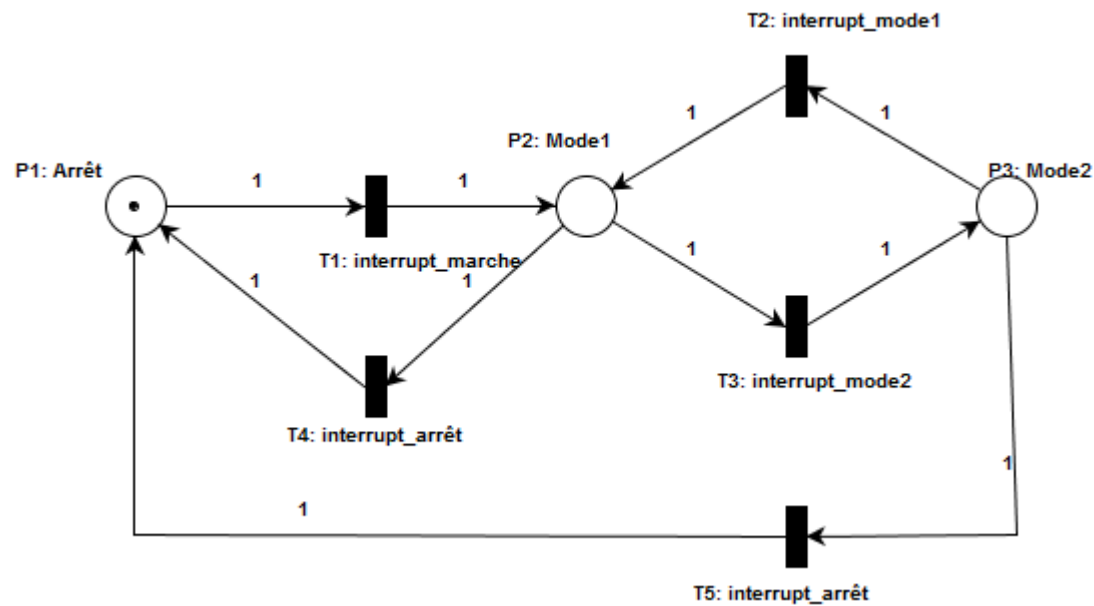 T2: interrupt_mode1
1
1
P2: Mode1
P1: Arrêt
P3: Mode2
1
1
1
1
T1: interrupt_marche
1
1
T3: interrupt_mode2
T4: interrupt_arrêt
1
1
T5: interrupt_arrêt